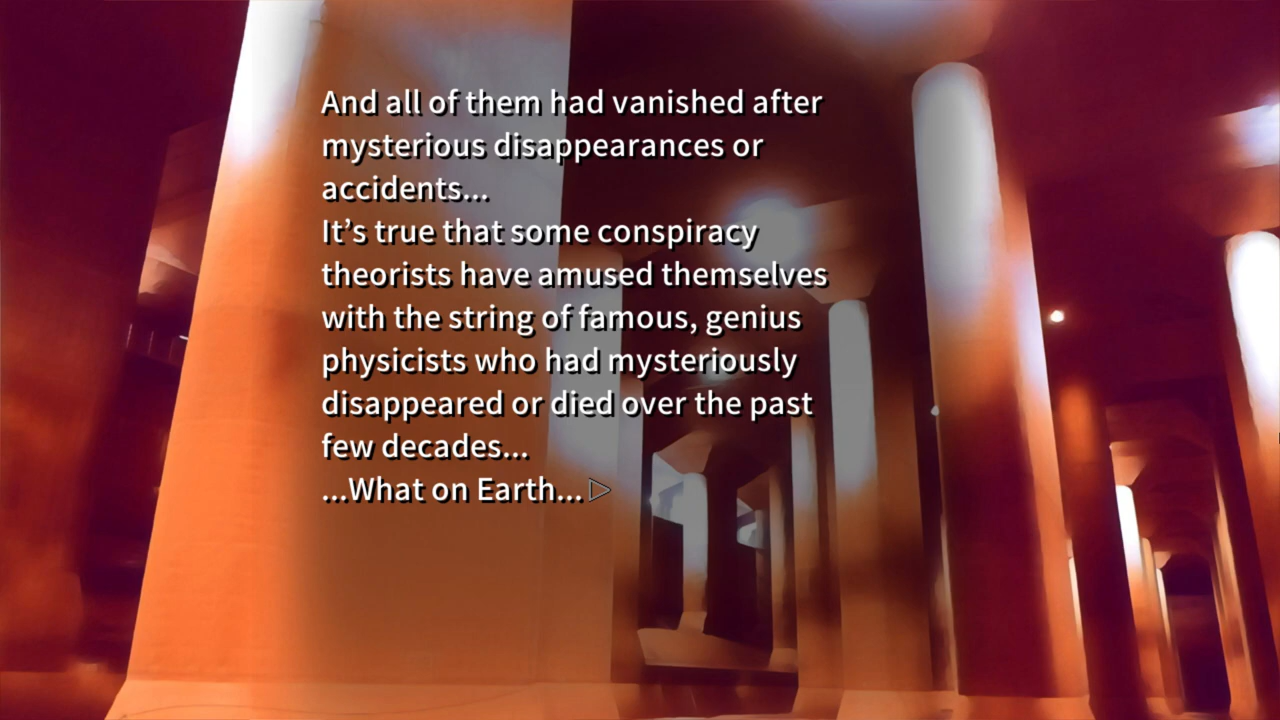 And all of them had vanished after
mysterious disappearances or
accidents...
It’s true that some conspiracy
theorists have amused themselves
with the string of famous, genius
physicists who had mysteriously
disappeared or died over the past
few decades...
...What on Earth...